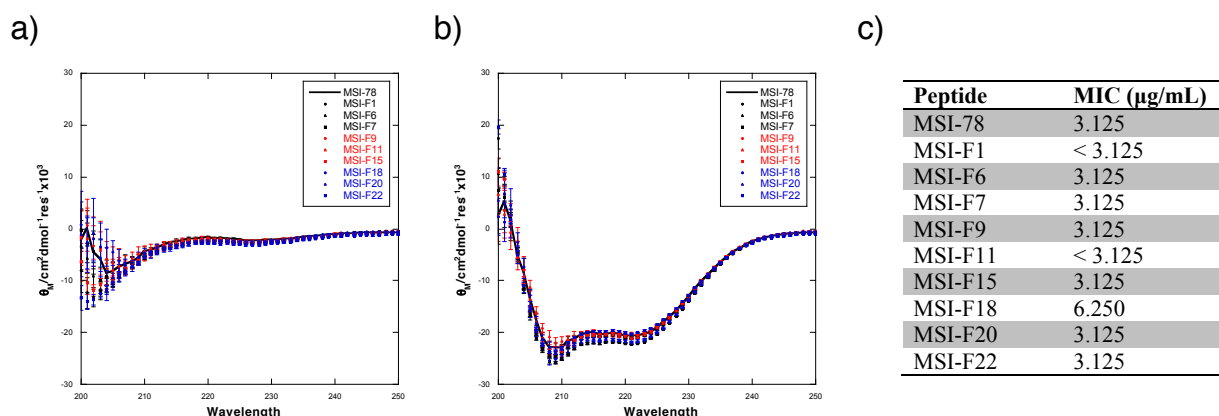 a)
30
20
10
0
-10
-20
-30
200
210
220
230
240
250
θM/cm²dmol⁻¹res⁻¹x10³
Wavelength
MSI-78
MSI-F1
MSI-F6
MSI-F7
MSI-F9
MSI-F11
MSI-F15
MSI-F18
MSI-F20
MSI-F22
b)
30
20
10
0
-10
-20
-30
200
210
220
230
240
250
θM/cm²dmol⁻¹res⁻¹x10³
Wavelength
MSI-78
MSI-F1
MSI-F6
MSI-F7
MSI-F9
MSI-F11
MSI-F15
MSI-F18
MSI-F20
MSI-F22
c)
Peptide MIC (µg/mL)
MSI-78 3.125
MSI-F1 < 3.125
MSI-F6 3.125
MSI-F7 3.125
MSI-F9 3.125
MSI-F11 < 3.125
MSI-F15 3.125
MSI-F18 6.250
MSI-F20 3.125
MSI-F22 3.125